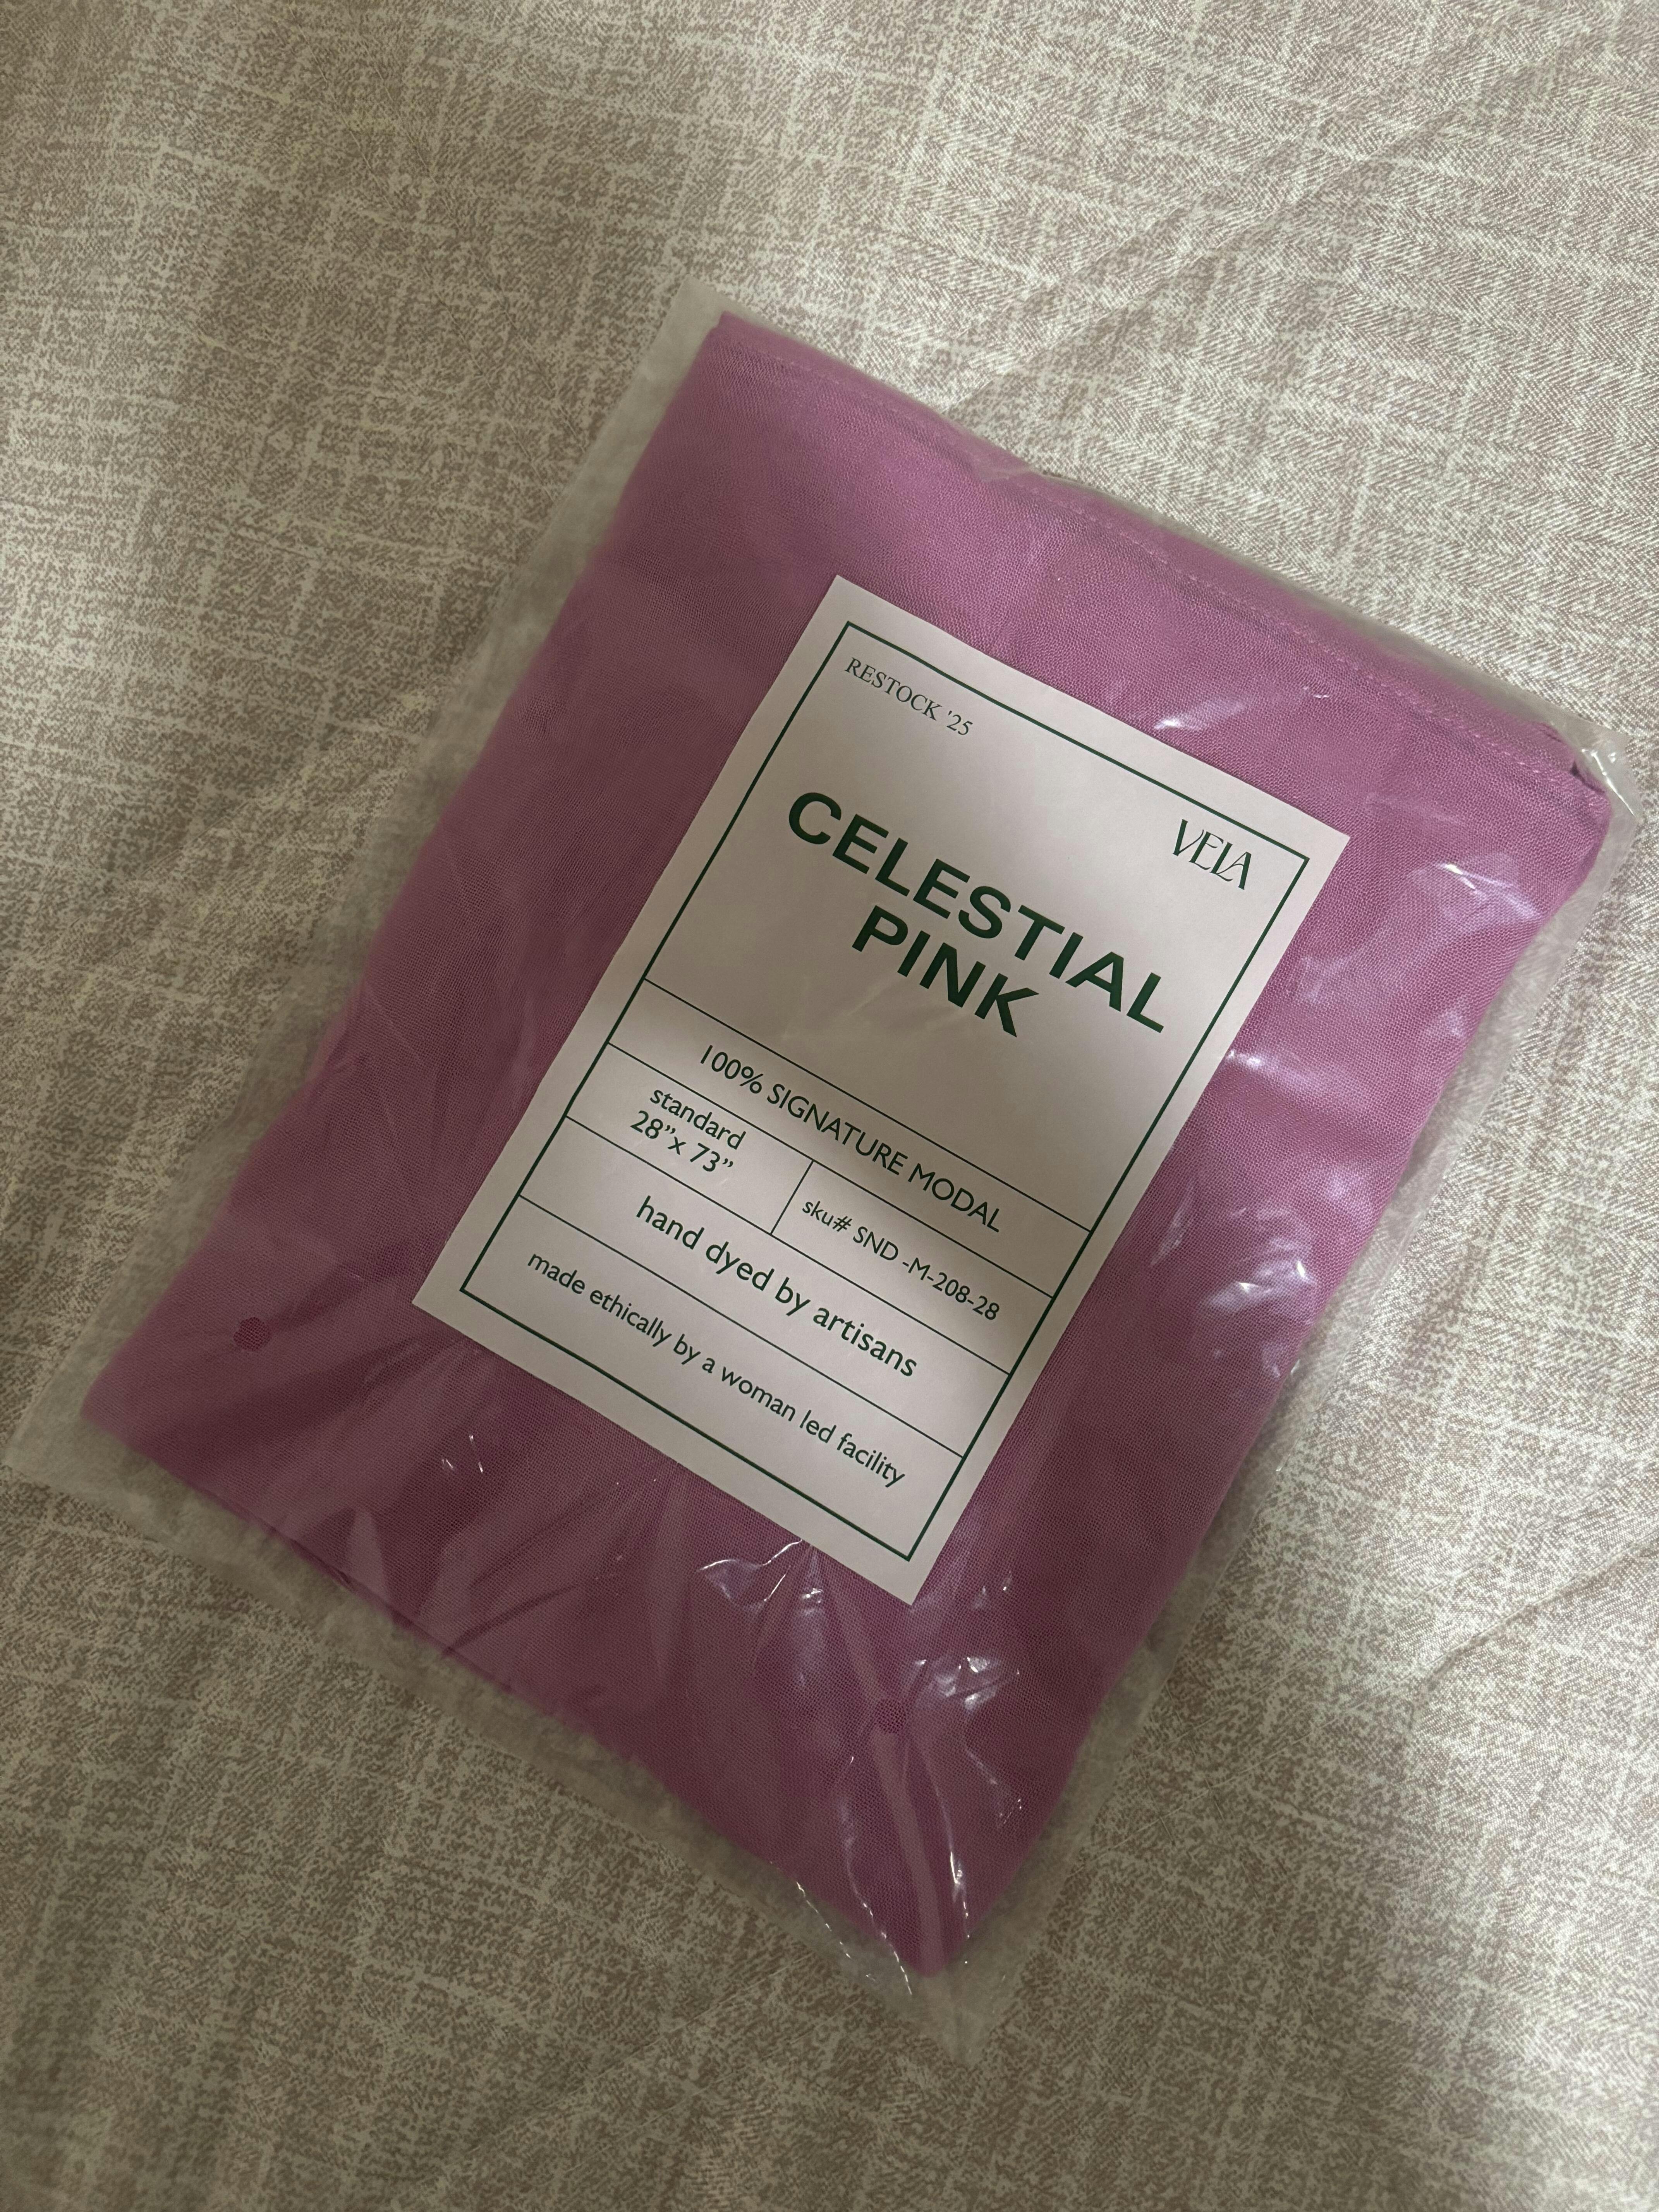 RESTOCK '25
VELA
CELESTIAL
PINK
100% SIGNATURE MODAL
standard
28”x 73”
sku# SND -M-208-28
hand dyed by artisans
made ethically by a woman led facility